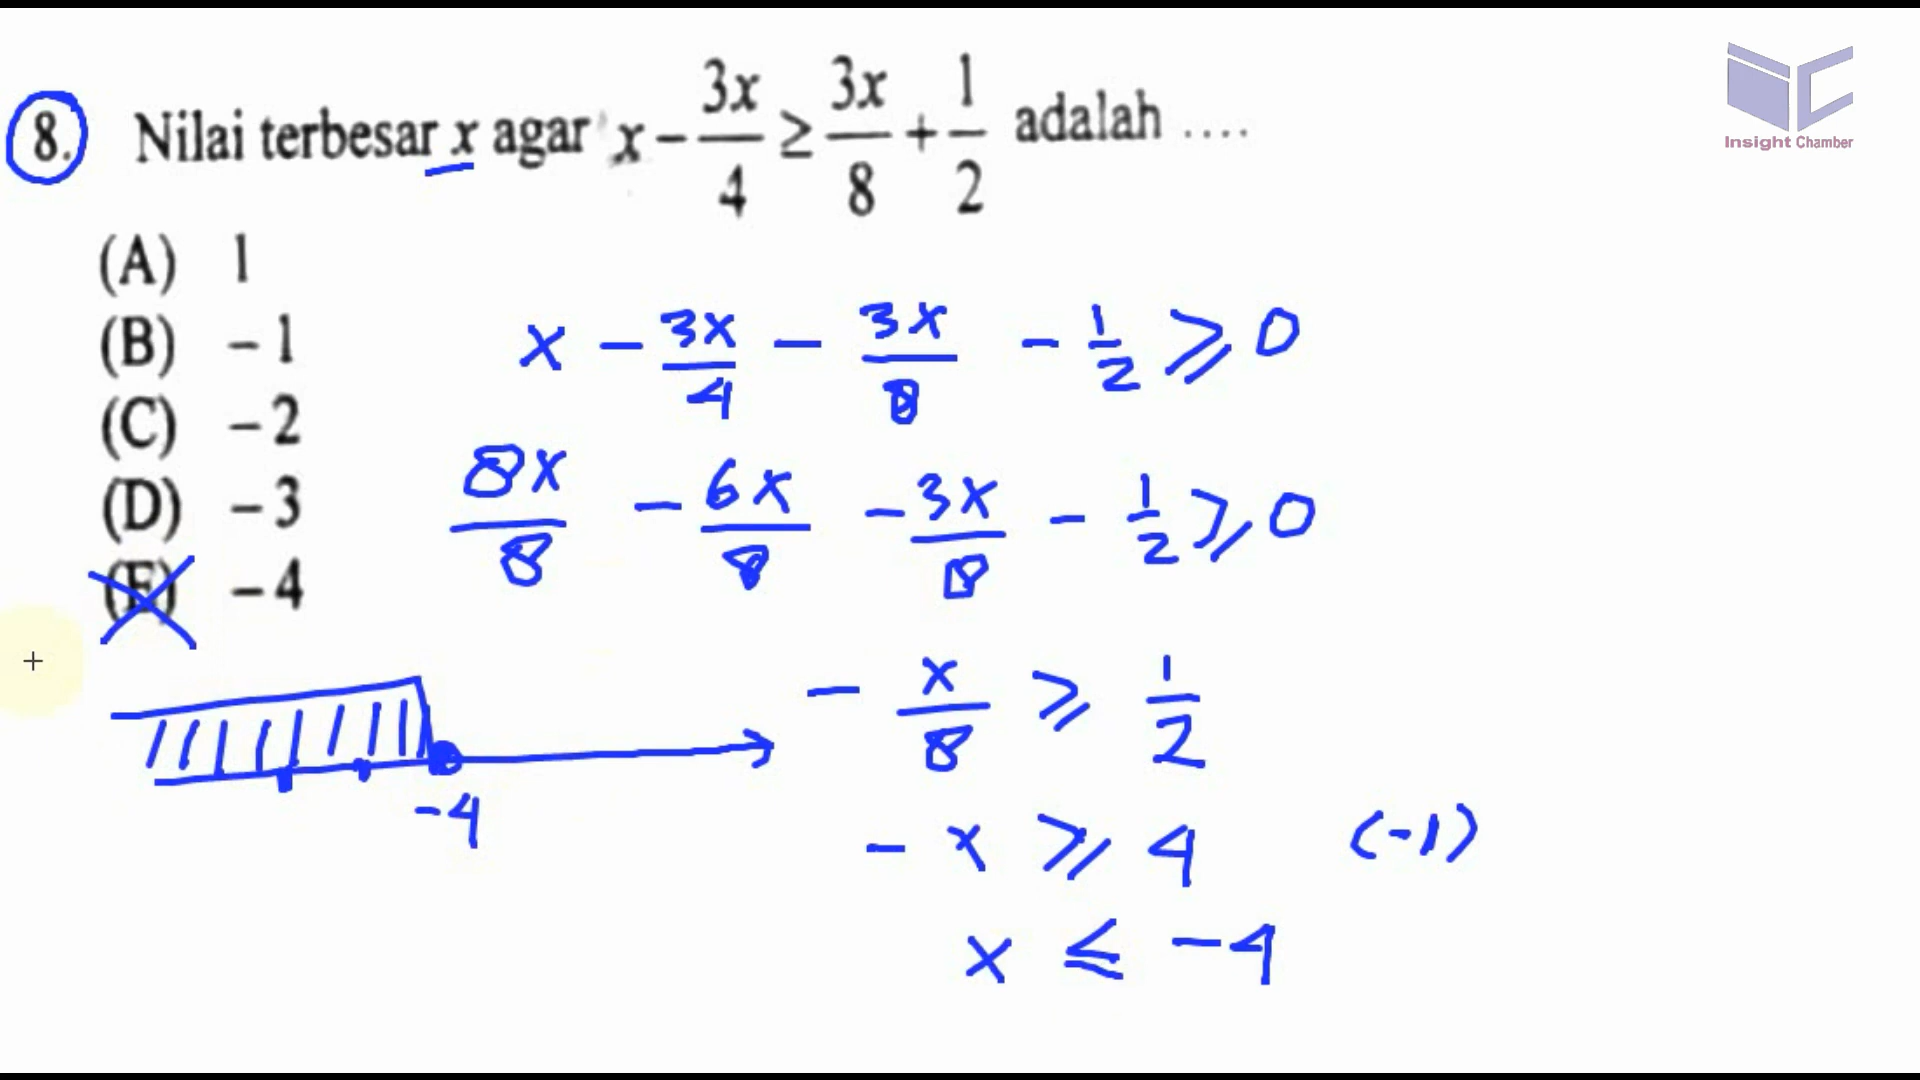 8. Nilai terbesar x agar x - 3x/4 ≥ 3x/8 + 1/2 adalah ....
Insight Chamber
(A) 1
(B) -1
(C) -2
(D) -3
(E) -4
x - 3x/4 - 3x/8 - 1/2 ≥ 0
8x/8 - 6x/8 - 3x/8 - 1/2 ≥ 0
- x/8 ≥ 1/2
- x ≥ 4 (-1)
x ≤ -4
-4